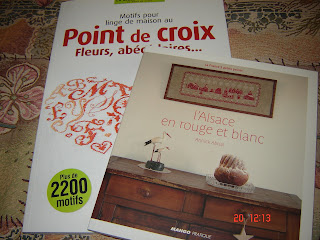 Motifs pour
linge de maison au
Point de croix
Fleurs, abécédaires...
Plus de
2200
motifs
l'Alsace
en rouge et blanc
MANGO PRATIQUE
20 12:13